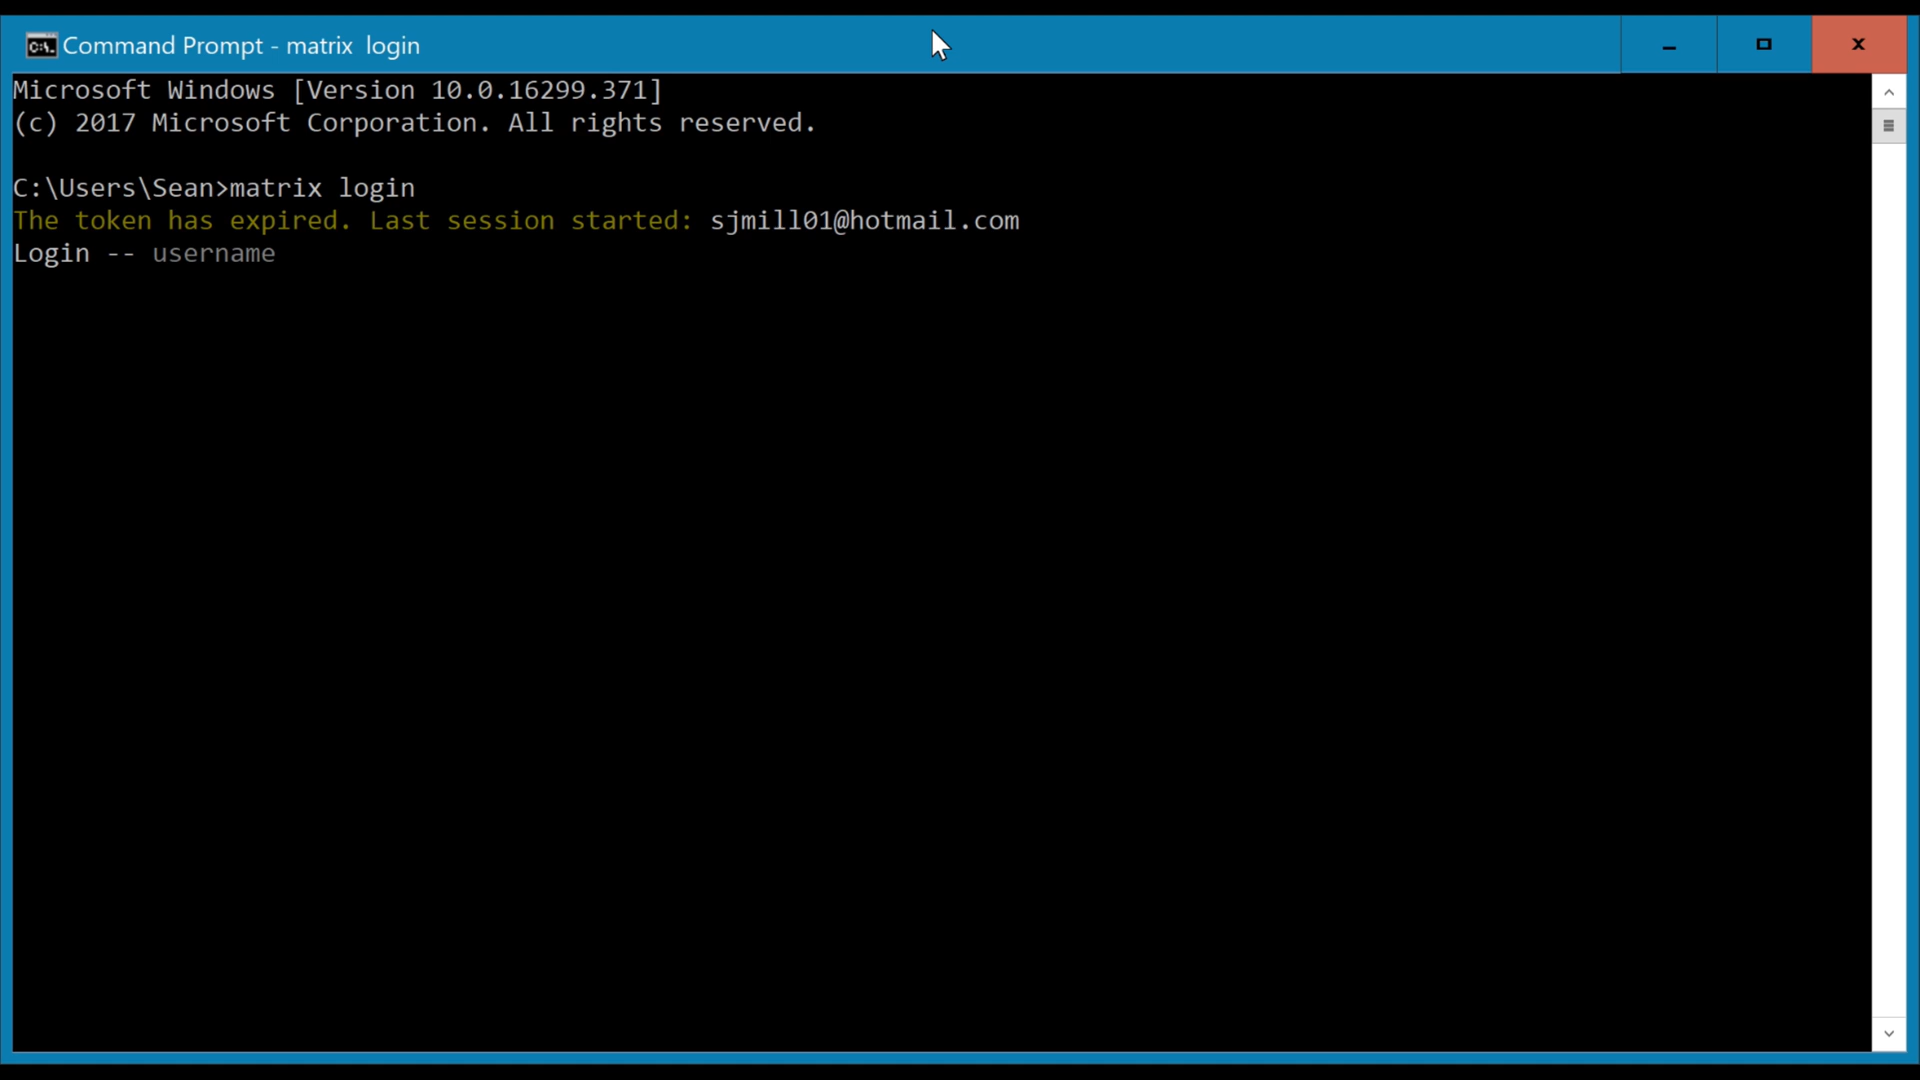 Command Prompt - matrix  login
Microsoft Windows [Version 10.0.16299.371]
(c) 2017 Microsoft Corporation. All rights reserved.
C:\Users\Sean>matrix login
The token has expired. Last session started: sjmill01@hotmail.com
Login -- username